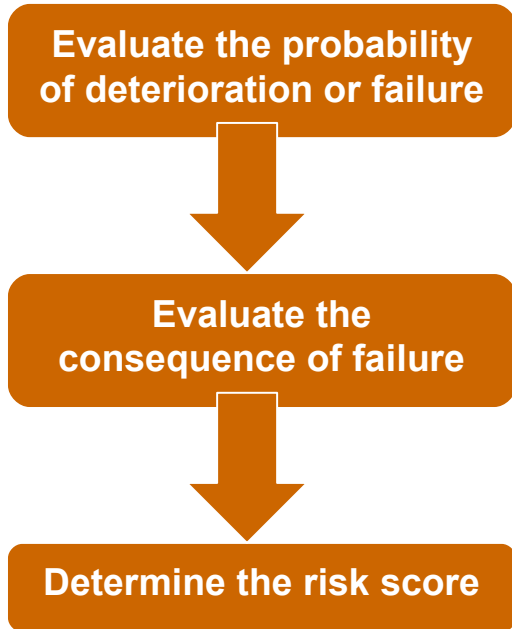 Evaluate the probability
of deterioration or failure
Evaluate the
consequence of failure
Determine the risk score